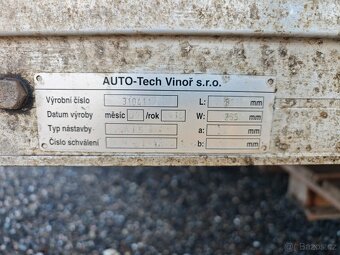 AUTO-Tech Vinoř s.r.o.
Výrobní číslo L: mm
Datum výroby měsíc /rok W: mm
Typ nástavby a: mm
Číslo schválení b: mm
Bazos.cz